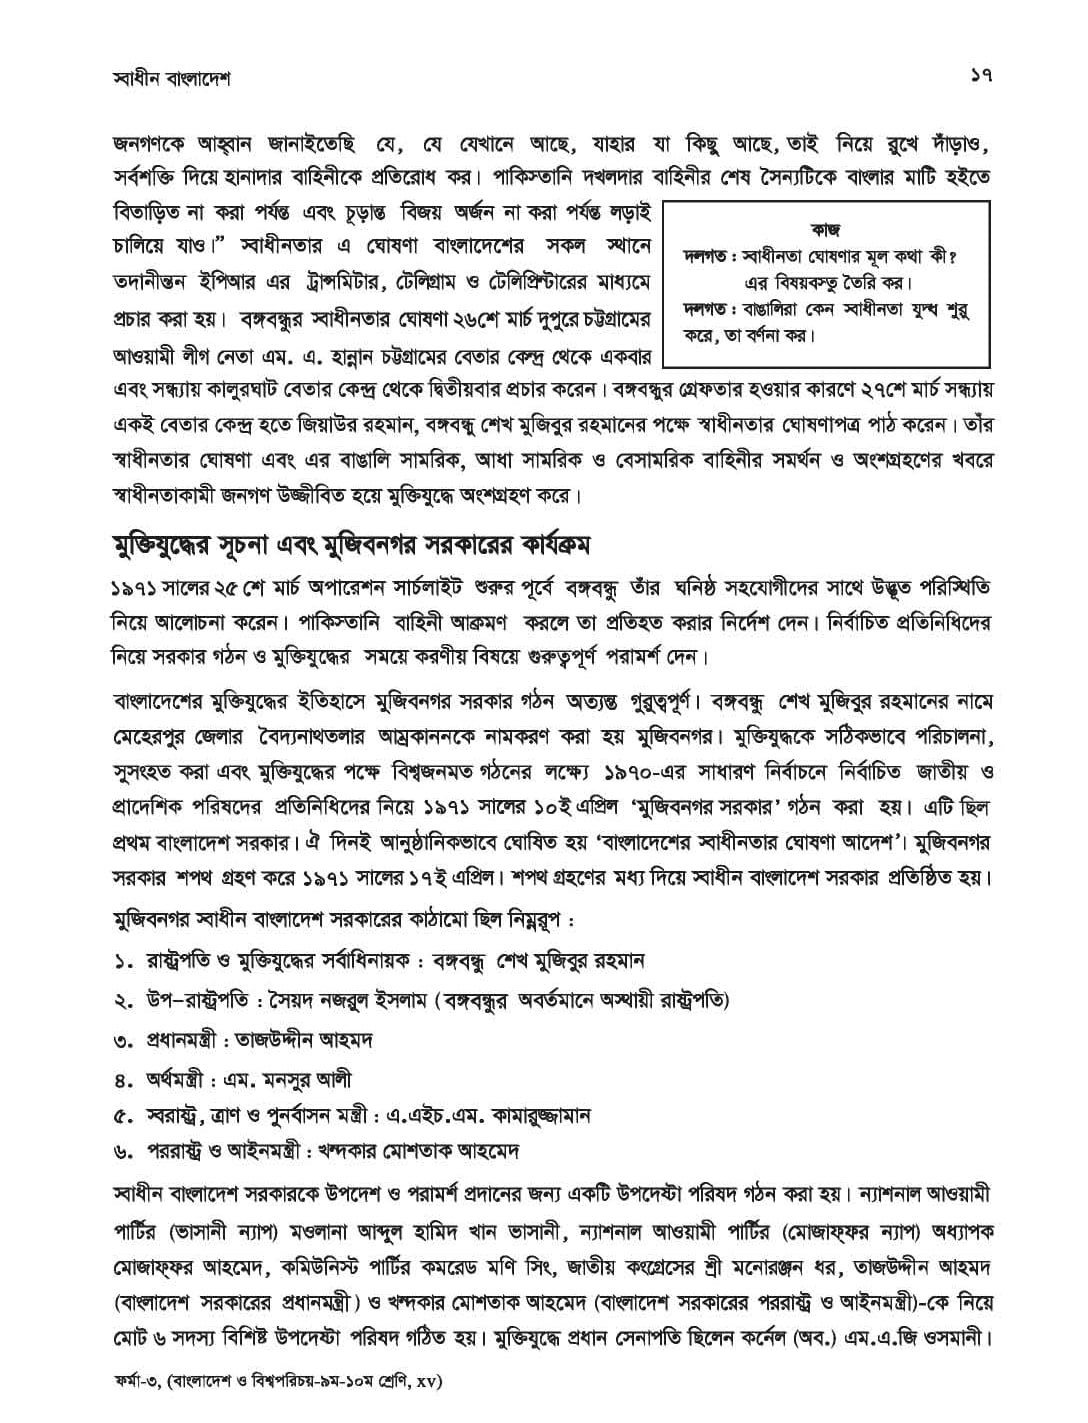 স্বাধীন বাংলাদেশ
১৭
জনগণকে আহ্বান জানাইতেছি যে, যে যেখানে আছে, যাহার যা কিছু আছে, তাই নিয়ে রুখে দাঁড়াও,
সর্বশক্তি দিয়ে হানাদার বাহিনীকে প্রতিরোধ কর। পাকিস্তানি দখলদার বাহিনীর শেষ সৈন্যটিকে বাংলার মাটি হইতে
বিতাড়িত না করা পর্যন্ত এবং চূড়ান্ত বিজয় অর্জন না করা পর্যন্ত লড়াই
চালিয়ে যাও।” স্বাধীনতার এ ঘোষণা বাংলাদেশের সকল স্থানে
তদানীন্তন ইপিআর এর ট্রান্সমিটার, টেলিগ্রাম ও টেলিপ্রিন্টারের মাধ্যমে
প্রচার করা হয়। বঙ্গবন্ধুর স্বাধীনতার ঘোষণা ২৬শে মার্চ দুপুরে চট্টগ্রামের
আওয়ামী লীগ নেতা এম. এ. হান্নান চট্টগ্রামের বেতার কেন্দ্র থেকে একবার
কাজ
দলগত : স্বাধীনতা ঘোষণার মূল কথা কী?
এর বিষয়বস্তু তৈরি কর।
দলগত : বাঙালিরা কেন স্বাধীনতা যুদ্ধ শুরু
করে, তা বর্ণনা কর।
এবং সন্ধ্যায় কালুরঘাট বেতার কেন্দ্র থেকে দ্বিতীয়বার প্রচার করেন। বঙ্গবন্ধুর গ্রেফতার হওয়ার কারণে ২৭শে মার্চ সন্ধ্যায়
একই বেতার কেন্দ্র হতে জিয়াউর রহমান, বঙ্গবন্ধু শেখ মুজিবুর রহমানের পক্ষে স্বাধীনতার ঘোষণাপত্র পাঠ করেন। তাঁর
স্বাধীনতার ঘোষণা এবং এর বাঙালি সামরিক, আধা সামরিক ও বেসামরিক বাহিনীর সমর্থন ও অংশগ্রহণের খবরে
স্বাধীনতাকামী জনগণ উজ্জীবিত হয়ে মুক্তিযুদ্ধে অংশগ্রহণ করে।
মুক্তিযুদ্ধের সূচনা এবং মুজিবনগর সরকারের কার্যক্রম
১৯৭১ সালের ২৫ শে মার্চ অপারেশন সার্চলাইট শুরুর পূর্বে বঙ্গবন্ধু তাঁর ঘনিষ্ঠ সহযোগীদের সাথে উদ্ভূত পরিস্থিতি
নিয়ে আলোচনা করেন। পাকিস্তানি বাহিনী আক্রমণ করলে তা প্রতিহত করার নির্দেশ দেন। নির্বাচিত প্রতিনিধিদের
নিয়ে সরকার গঠন ও মুক্তিযুদ্ধের সময়ে করণীয় বিষয়ে গুরুত্বপূর্ণ পরামর্শ দেন।
বাংলাদেশের মুক্তিযুদ্ধের ইতিহাসে মুজিবনগর সরকার গঠন অত্যন্ত গুরুত্বপূর্ণ। বঙ্গবন্ধু শেখ মুজিবুর রহমানের নামে
মেহেরপুর জেলার বৈদ্যনাথতলার আম্রকাননকে নামকরণ করা হয় মুজিবনগর। মুক্তিযুদ্ধকে সঠিকভাবে পরিচালনা,
সুসংহত করা এবং মুক্তিযুদ্ধের পক্ষে বিশ্বজনমত গঠনের লক্ষ্যে ১৯৭০-এর সাধারণ নির্বাচনে নির্বাচিত জাতীয় ও
প্রাদেশিক পরিষদের প্রতিনিধিদের নিয়ে ১৯৭১ সালের ১০ই এপ্রিল ‘মুজিবনগর সরকার’ গঠন করা হয়। এটি ছিল
প্রথম বাংলাদেশ সরকার। ঐ দিনই আনুষ্ঠানিকভাবে ঘোষিত হয় ‘বাংলাদেশের স্বাধীনতার ঘোষণা আদেশ’। মুজিবনগর
সরকার শপথ গ্রহণ করে ১৯৭১ সালের ১৭ই এপ্রিল। শপথ গ্রহণের মধ্য দিয়ে স্বাধীন বাংলাদেশ সরকার প্রতিষ্ঠিত হয়।
মুজিবনগর স্বাধীন বাংলাদেশ সরকারের কাঠামো ছিল নিম্নরূপ :
১. রাষ্ট্রপতি ও মুক্তিযুদ্ধের সর্বাধিনায়ক : বঙ্গবন্ধু শেখ মুজিবুর রহমান
২. উপ–রাষ্ট্রপতি : সৈয়দ নজরুল ইসলাম (বঙ্গবন্ধুর অবর্তমানে অস্থায়ী রাষ্ট্রপতি)
৩. প্রধানমন্ত্রী : তাজউদ্দীন আহমদ
৪. অর্থমন্ত্রী : এম. মনসুর আলী
৫. স্বরাষ্ট্র, ত্রাণ ও পুনর্বাসন মন্ত্রী : এ.এইচ.এম. কামারুজ্জামান
৬. পররাষ্ট্র ও আইনমন্ত্রী : খন্দকার মোশতাক আহমেদ
স্বাধীন বাংলাদেশ সরকারকে উপদেশ ও পরামর্শ প্রদানের জন্য একটি উপদেষ্টা পরিষদ গঠন করা হয়। ন্যাশনাল আওয়ামী
পার্টির (ভাসানী ন্যাপ) মওলানা আব্দুল হামিদ খান ভাসানী, ন্যাশনাল আওয়ামী পার্টির (মোজাফ্ফর ন্যাপ) অধ্যাপক
মোজাফ্ফর আহমেদ, কমিউনিস্ট পার্টির কমরেড মণি সিং, জাতীয় কংগ্রেসের শ্রী মনোরঞ্জন ধর, তাজউদ্দীন আহমদ
(বাংলাদেশ সরকারের প্রধানমন্ত্রী) ও খন্দকার মোশতাক আহমেদ (বাংলাদেশ সরকারের পররাষ্ট্র ও আইনমন্ত্রী)-কে নিয়ে
মোট ৬ সদস্য বিশিষ্ট উপদেষ্টা পরিষদ গঠিত হয়। মুক্তিযুদ্ধে প্রধান সেনাপতি ছিলেন কর্নেল (অব.) এম.এ.জি ওসমানী।
ফর্মা-৩, (বাংলাদেশ ও বিশ্বপরিচয়-৯ম-১০ম শ্রেণি, xv)